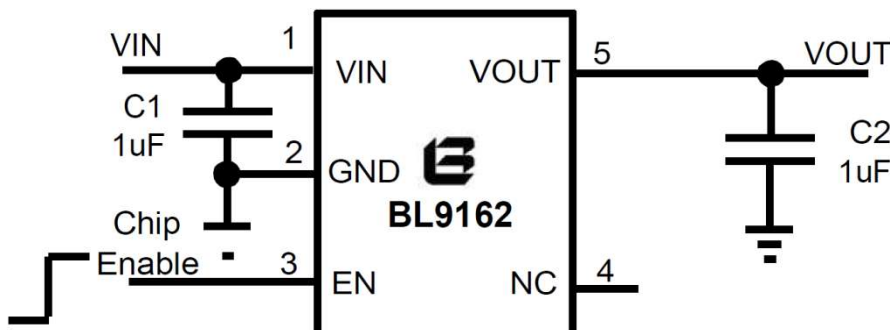 VIN
1
VIN
VOUT
5
VOUT
C1
1uF
2
GND
BL9162
C2
1uF
Chip
Enable
3
EN
NC
4